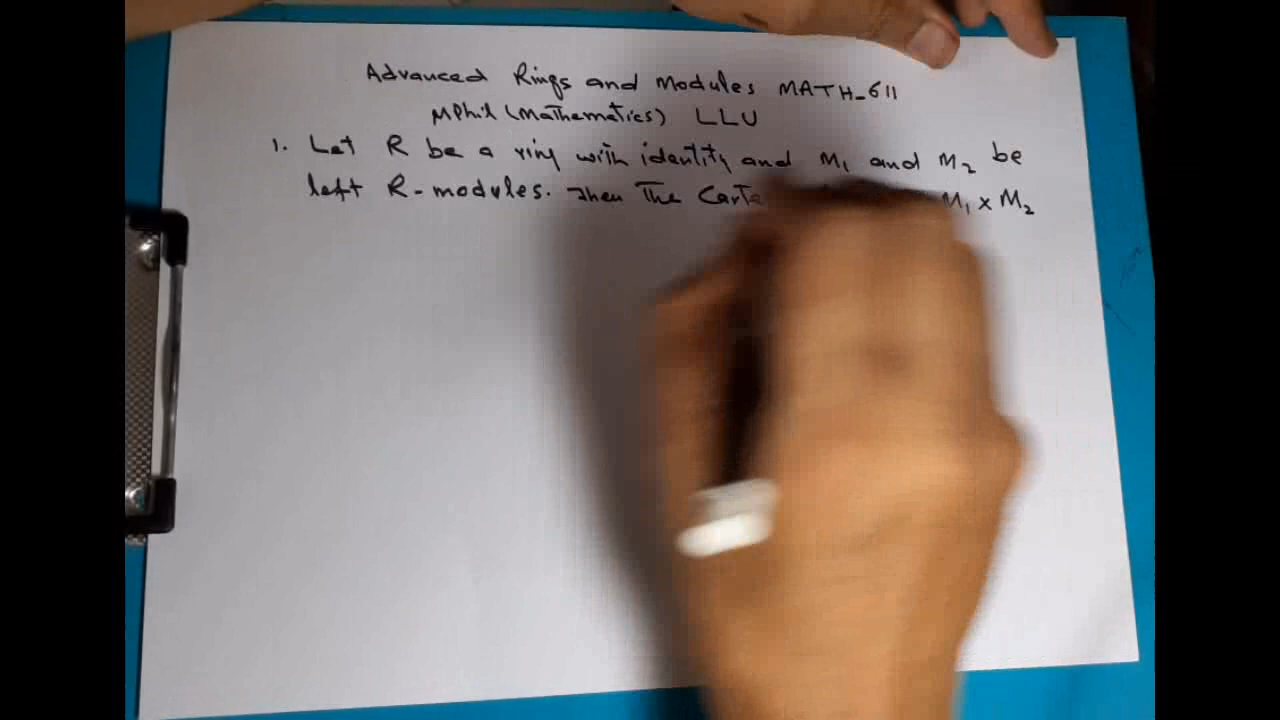 Advanced Rings and Modules MATH-611
MPhil (Mathematics) LLU
1. Let R be a ring with identity and M₁ and M₂ be
left R-modules. Then The M₁ x M₂